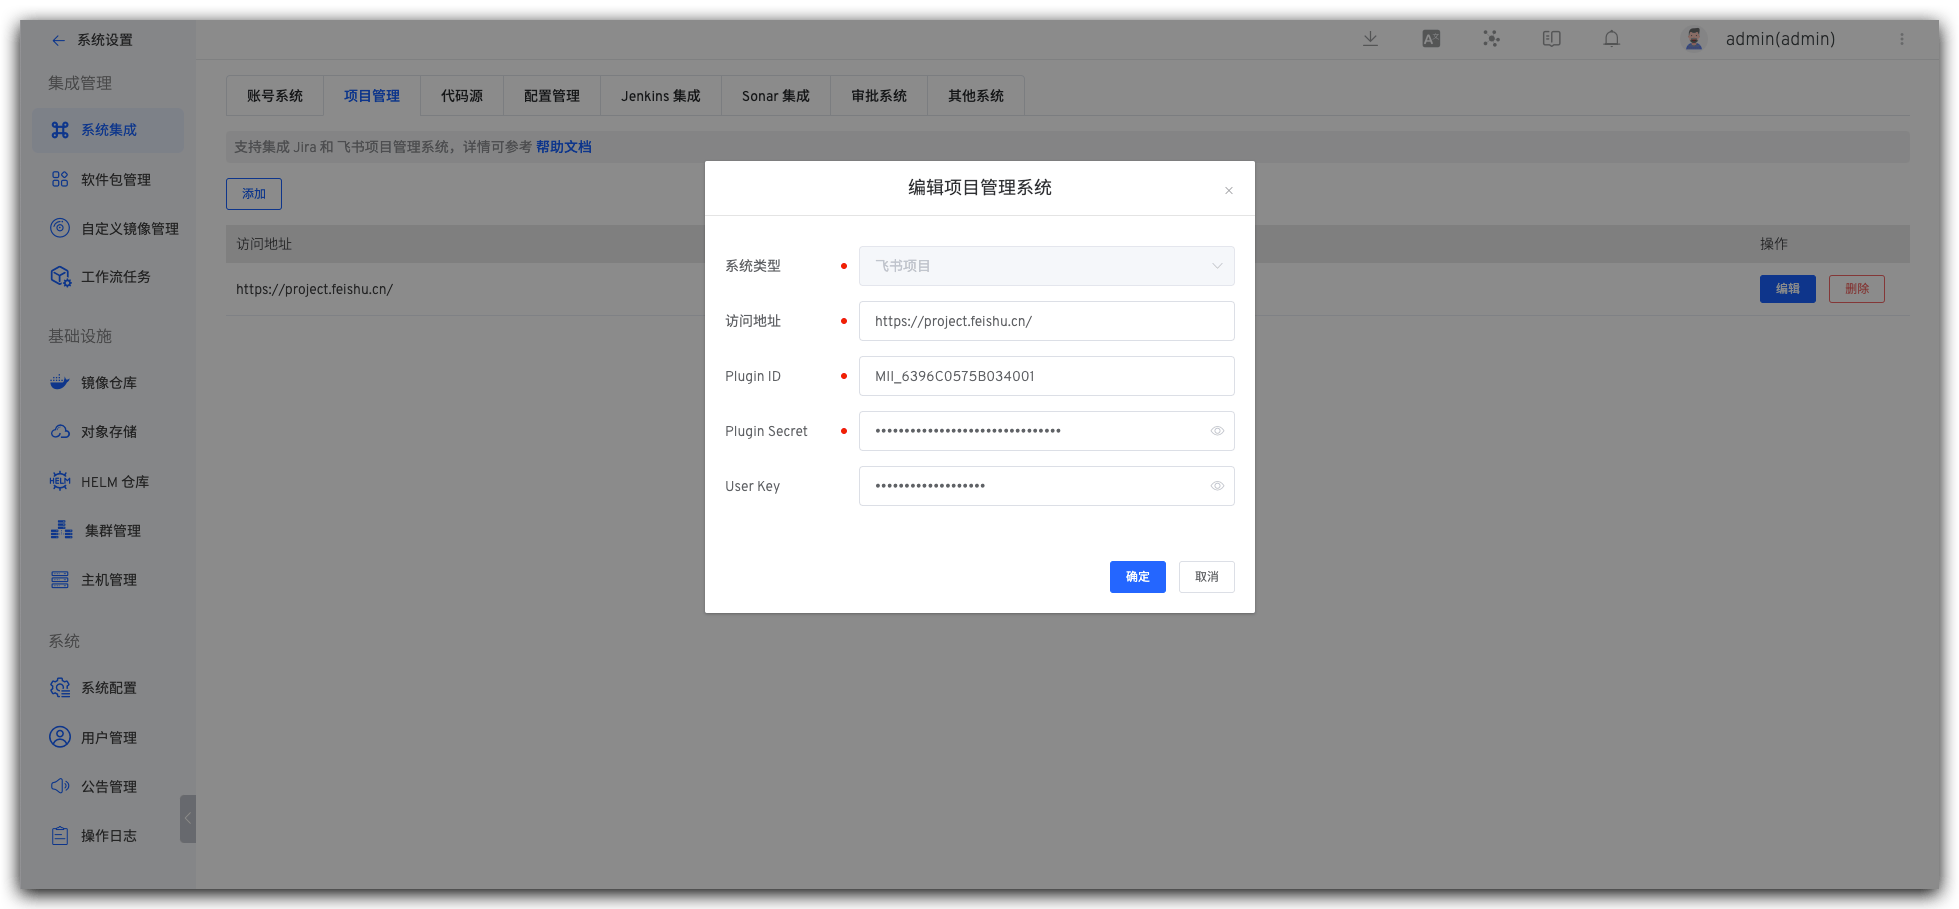 系统设置
admin(admin)
集成管理
系统集成
软件包管理
自定义镜像管理
工作流任务
基础设施
镜像仓库
对象存储
HELM 仓库
集群管理
主机管理
系统
系统配置
用户管理
公告管理
操作日志
账号系统 项目管理 代码源 配置管理 Jenkins 集成 Sonar 集成 审批系统 其他系统
支持集成 Jira 和 飞书项目管理系统，详情可参考 帮助文档
添加
访问地址 操作
https://project.feishu.cn/ 编辑 删除
编辑项目管理系统
系统类型 飞书项目
访问地址 https://project.feishu.cn/
Plugin ID MII_6396C0575B034001
Plugin Secret ••••••••••••••••••••••••••••••••
User Key •••••••••••••••••••
确定 取消